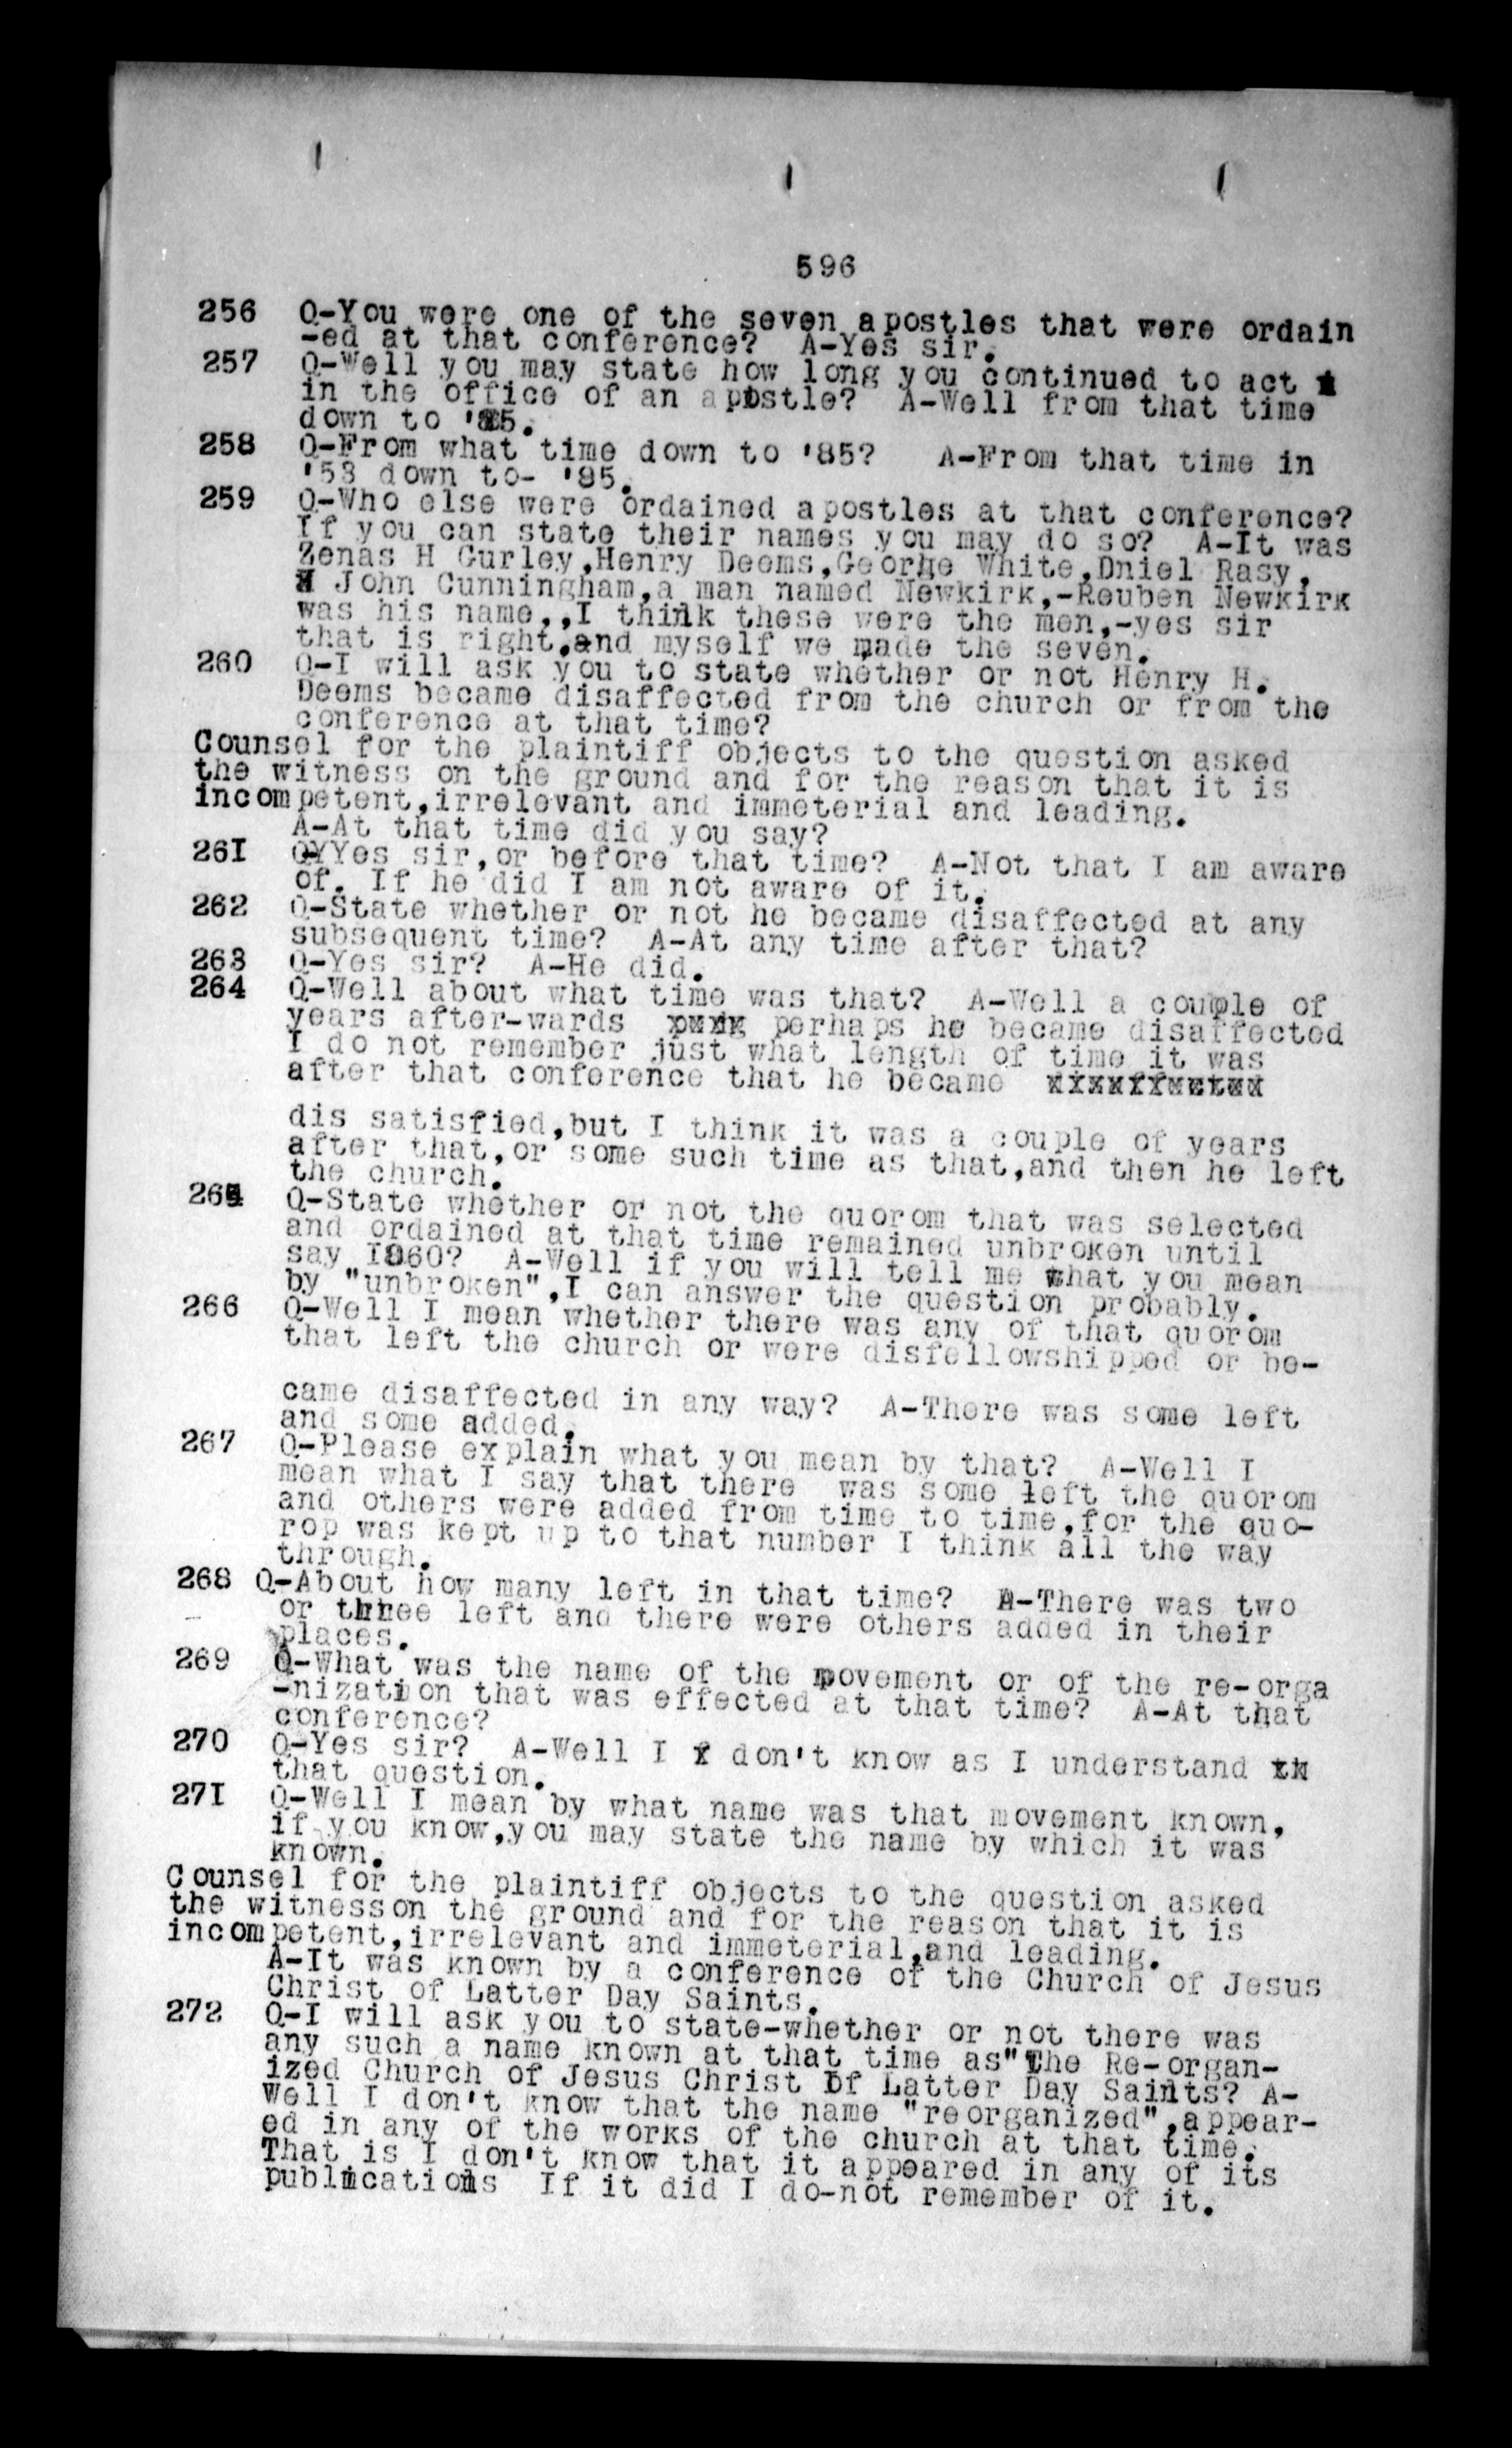 596
256 Q-You were one of the seven apostles that were ordain
-ed at that conference? A-Yes sir.
257 Q-Well you may state how long you continued to act
in the office of an apostle? A-Well from that time
down to '85.
258 Q-From what time down to '85? A-From that time in
'53 down to- '85.
259 Q-Who else were ordained apostles at that conference?
If you can state their names you may do so? A-It was
Zenas H Gurley,Henry Deems,George White,Dniel Rasy,
John Cunningham,a man named Newkirk,-Reuben Newkirk
was his name,,I think these were the men,-yes sir
that is right,and myself we made the seven.
260 Q-I will ask you to state whether or not Henry H.
Deems became disaffected from the church or from the
conference at that time?
Counsel for the plaintiff objects to the question asked
the witness on the ground and for the reason that it is
incompetent,irrelevant and immeterial and leading.
A-At that time did you say?
26I QYYes sir,or before that time? A-Not that I am aware
of. If he did I am not aware of it.
262 Q-State whether or not he became disaffected at any
subsequent time? A-At any time after that?
263 Q-Yes sir? A-He did.
264 Q-Well about what time was that? A-Well a couple of
years after-wards perhaps he became disaffected
I do not remember just what length of time it was
after that conference that he became
dis satisfied,but I think it was a couple of years
after that,or some such time as that,and then he left
the church.
265 Q-State whether or not the quorom that was selected
and ordained at that time remained unbroken until
say I860? A-Well if you will tell me what you mean
by "unbroken",I can answer the question probably.
266 Q-Well I mean whether there was any of that quorom
that left the church or were disfellowshipped or be-
came disaffected in any way? A-There was some left
and some added.
267 Q-Please explain what you mean by that? A-Well I
mean what I say that there was some left the quorom
and others were added from time to time,for the quo-
rop was kept up to that number I think all the way
through.
268 Q-About how many left in that time? A-There was two
or three left and there were others added in their
places.
269 Q-What was the name of the movement or of the re-orga
-nization that was effected at that time? A-At that
conference?
270 Q-Yes sir? A-Well I don't know as I understand
that question.
27I Q-Well I mean by what name was that movement known,
if you know,you may state the name by which it was
known.
Counsel for the plaintiff objects to the question asked
the witnesson the ground and for the reason that it is
incompetent,irrelevant and immeterial,and leading.
A-It was known by a conference of the Church of Jesus
Christ of Latter Day Saints.
272 Q-I will ask you to state-whether or not there was
any such a name known at that time as"The Re-organ-
ized Church of Jesus Christ Of Latter Day Saints? A-
Well I don't know that the name "reorganized",appear-
ed in any of the works of the church at that time.
That is I don't know that it appeared in any of its
publications If it did I do-not remember of it.